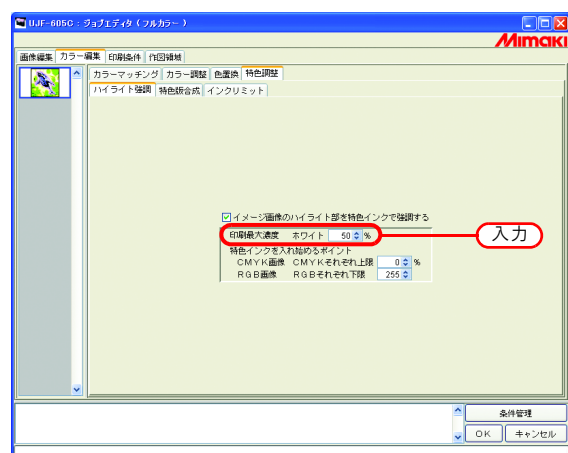 UJF-605C : ジョブエディタ ( フルカラー )
Mimaki
画像編集 カラー編集 印刷条件 作図領域
カラーマッチング カラー調整 色置換 特色調整
ハイライト強調 特色版合成 インクリミット
イメージ画像のハイライト部を特色インクで強調する
印刷最大濃度 ホワイト 50 %
入力
特色インクを入れ始めるポイント
CMYK画像 CMYKそれぞれ上限 0 %
RGB画像 RGBそれぞれ下限 255
条件管理
OK キャンセル